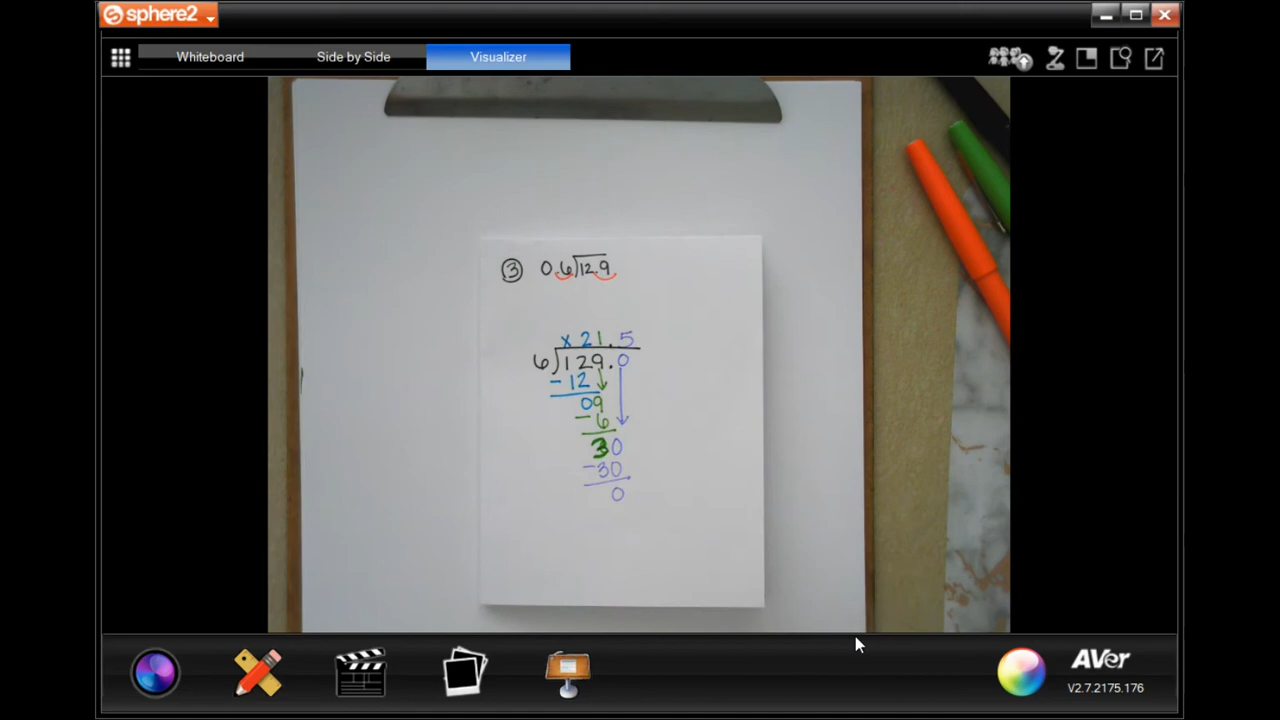 sphere2
Whiteboard Side by Side Visualizer
③ 0.6)12.9
x21.5
6)129.0
-12
09
-6
30
-30
0
AVer
V2.7.2175.176